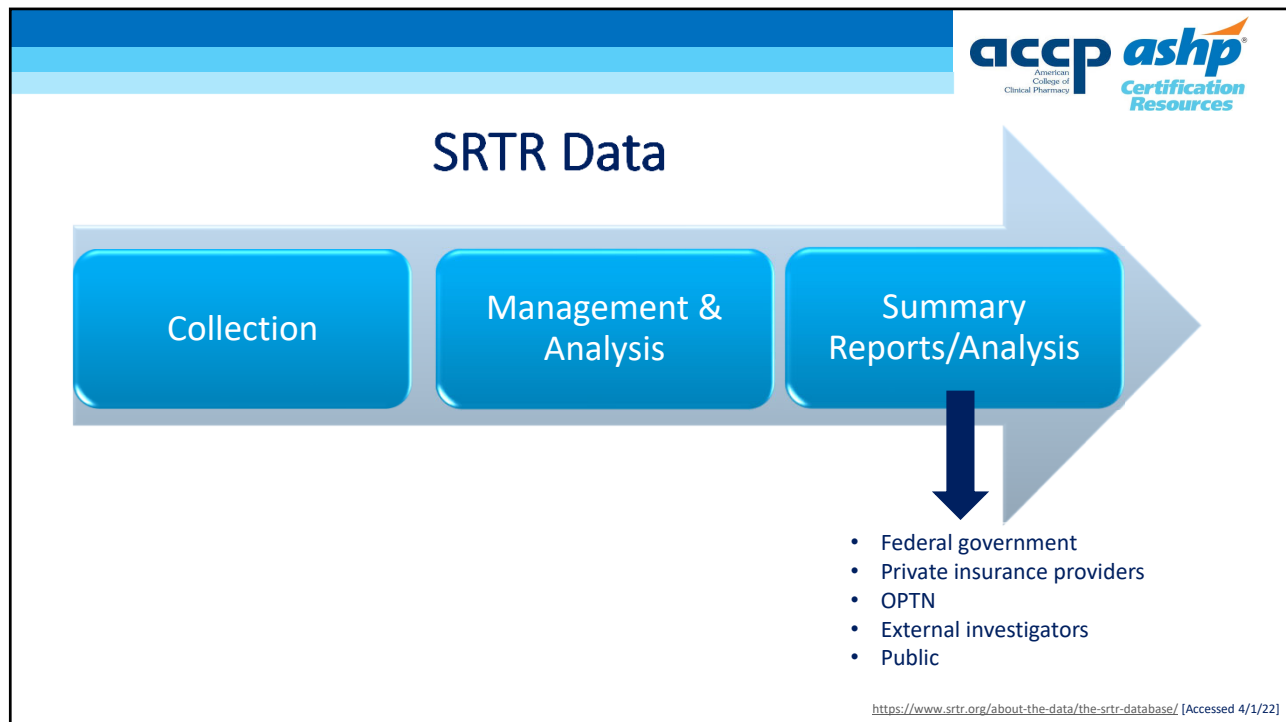 accp
American
College of
Clinical Pharmacy
ashp®
Certification
Resources
SRTR Data
Collection
Management &
Analysis
Summary
Reports/Analysis
• Federal government
• Private insurance providers
• OPTN
• External investigators
• Public
https://www.srtr.org/about-the-data/the-srtr-database/ [Accessed 4/1/22]